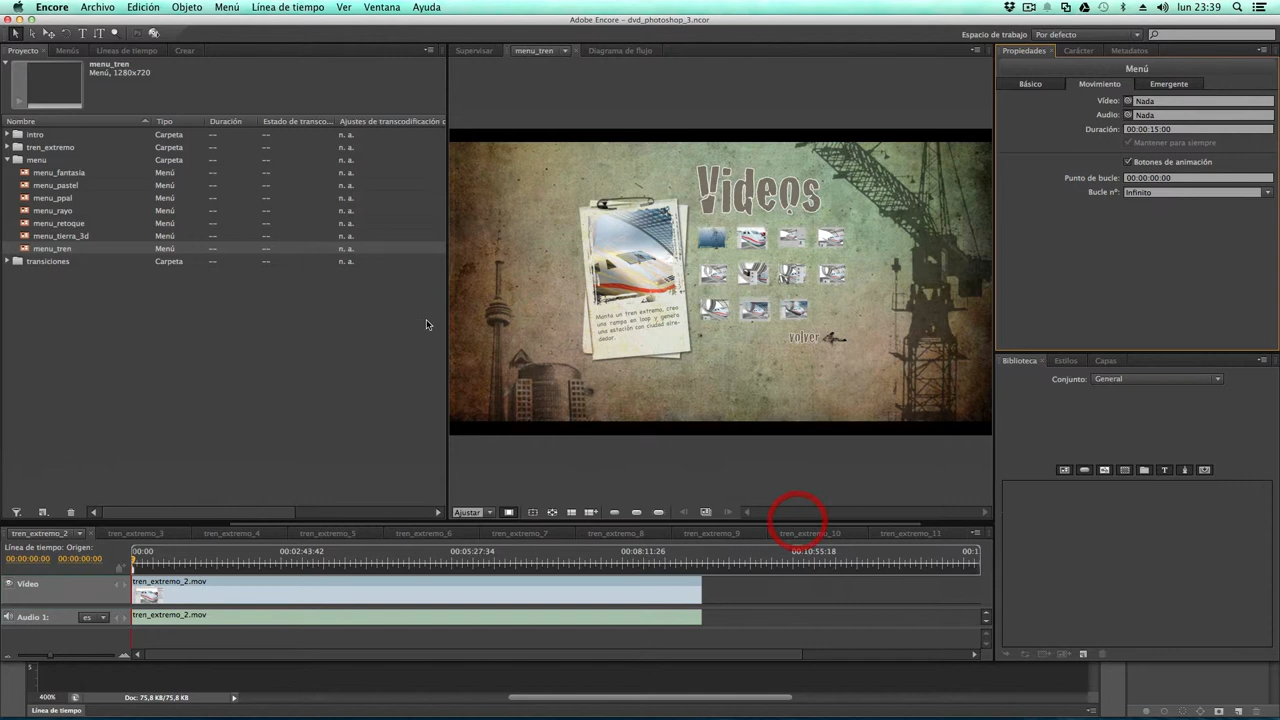 Encore Archivo Edición Objeto Menú Línea de tiempo Ver Ventana Ayuda lun 23:39
Adobe Encore - dvd_photoshop_3.ncor
Espacio de trabajo: Por defecto
Proyecto Menús Líneas de tiempo Crear
Supervisar menu_tren Diagrama de flujo
Propiedades Carácter Metadatos
menu_tren
Menú, 1280x720
Menú
Básico Movimiento Emergente
Vídeo: Nada
Audio: Nada
Duración: 00:00:15:00
Mantener para siempre
Botones de animación
Punto de bucle: 00:00:00:00
Bucle nº: Infinito
Nombre Tipo Duración Estado de transco... Ajustes de transcodificación
intro Carpeta -- -- n. a.
tren_extremo Carpeta -- -- n. a.
menu Carpeta -- -- n. a.
menu_fantasia Menú -- -- n. a.
menu_pastel Menú -- -- n. a.
menu_ppal Menú -- -- n. a.
menu_rayo Menú -- -- n. a.
menu_retoque Menú -- -- n. a.
menu_tierra_3d Menú -- -- n. a.
menu_tren Menú -- -- n. a.
transiciones Carpeta -- -- n. a.
Videos
Monta un tren extremo, crea
una rampa en loop y genera
una estación con ciudad alre-
dedor.
volver
Biblioteca Estilos Capas
Conjunto: General
Ajustar
tren_extremo_2 tren_extremo_3 tren_extremo_4 tren_extremo_5 tren_extremo_6 tren_extremo_7 tren_extremo_8 tren_extremo_9 tren_extremo_10 tren_extremo_11
Línea de tiempo: Origen:
00:00:00:00 00:00:00:00
00:00 00:02:43:42 00:05:27:34 00:08:11:26 00:10:55:18
Vídeo tren_extremo_2.mov
Audio 1: es tren_extremo_2.mov
400% Doc: 75,8 KB/75,8 KB
Línea de tiempo